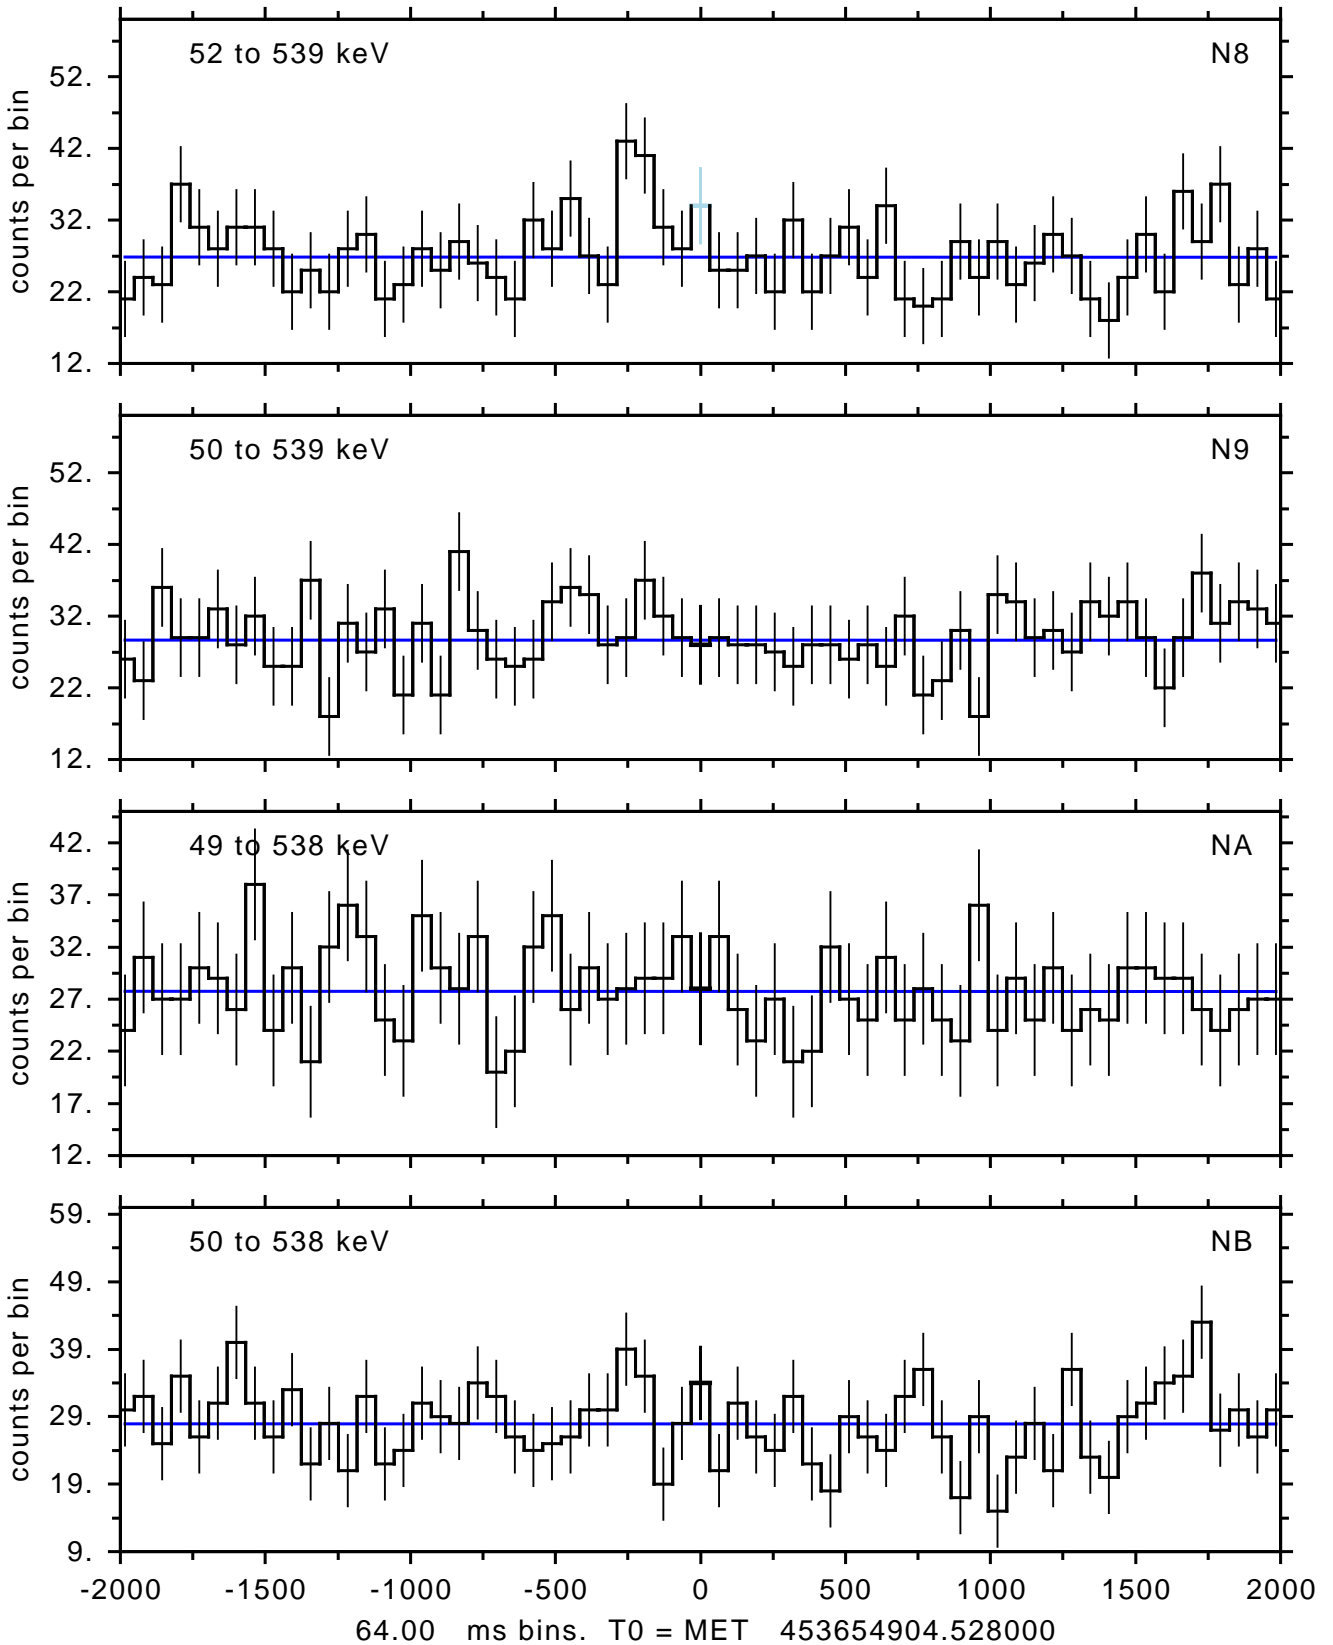 52 to 539 keV N8
52.
42.
32.
22.
12.
counts per bin
50 to 539 keV N9
52.
42.
32.
22.
12.
counts per bin
49 to 538 keV NA
42.
37.
32.
27.
22.
17.
12.
counts per bin
50 to 538 keV NB
59.
49.
39.
29.
19.
9.
counts per bin
-2000 -1500 -1000 -500 0 500 1000 1500 2000
64.00 ms bins. T0 = MET 453654904.528000